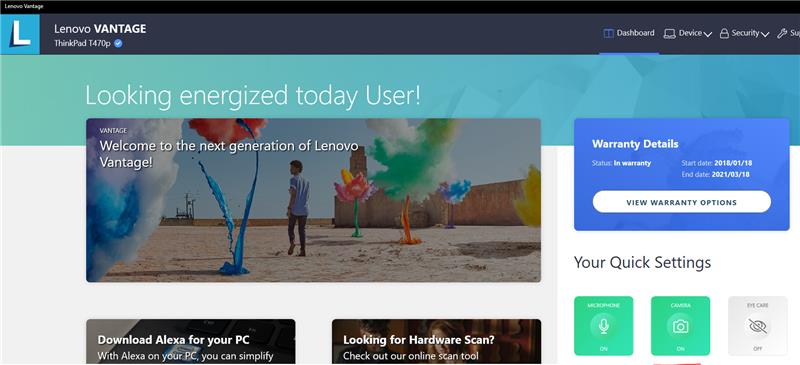 Lenovo Vantage
L
Lenovo VANTAGE
ThinkPad T470p
Dashboard
Device
Security
Looking energized today User!
VANTAGE
Welcome to the next generation of Lenovo
Vantage!
Warranty Details
Status: In warranty
Start date: 2018/01/18
End date: 2021/03/18
VIEW WARRANTY OPTIONS
Your Quick Settings
MICROPHONE
ON
CAMERA
ON
EYE CARE
OFF
Download Alexa for your PC
With Alexa on your PC, you can simplify
Looking for Hardware Scan?
Check out our online scan tool